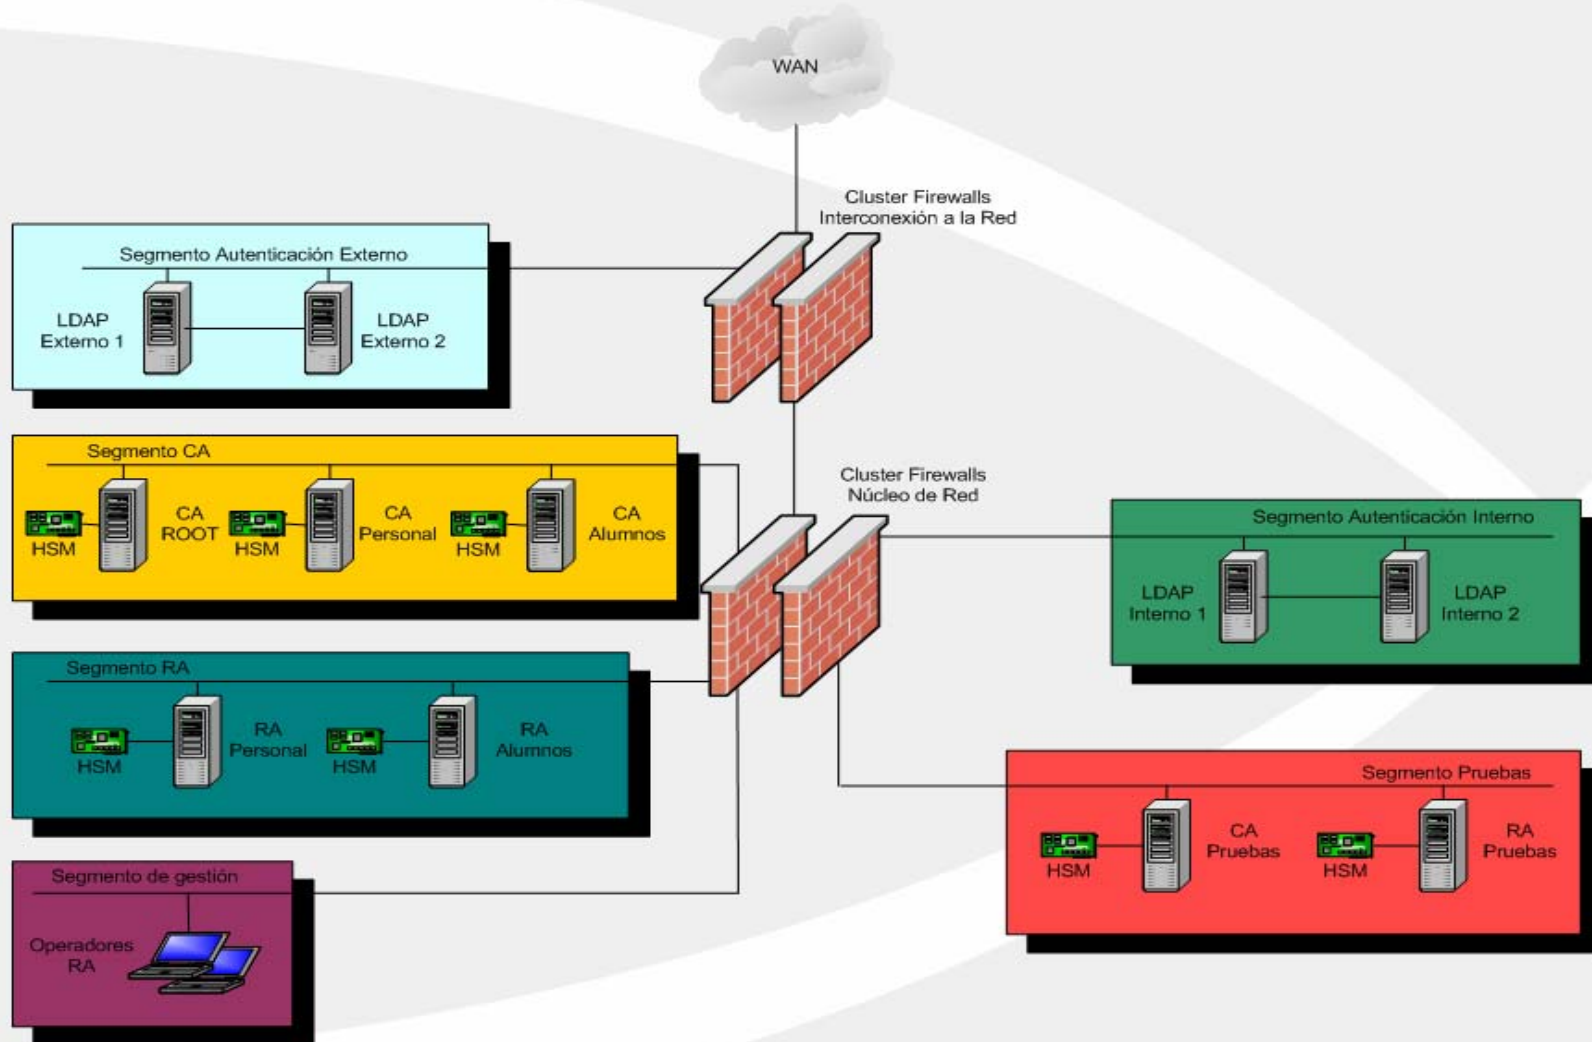 WAN
Cluster Firewalls
Interconexión a la Red
Segmento Autenticación Externo
LDAP
Externo 1
LDAP
Externo 2
Segmento CA
HSM
CA
ROOT
HSM
CA
Personal
HSM
CA
Alumnos
Cluster Firewalls
Núcleo de Red
Segmento Autenticación Interno
LDAP
Interno 1
LDAP
Interno 2
Segmento RA
HSM
RA
Personal
HSM
RA
Alumnos
Segmento Pruebas
HSM
CA
Pruebas
HSM
RA
Pruebas
Segmento de gestión
Operadores
RA